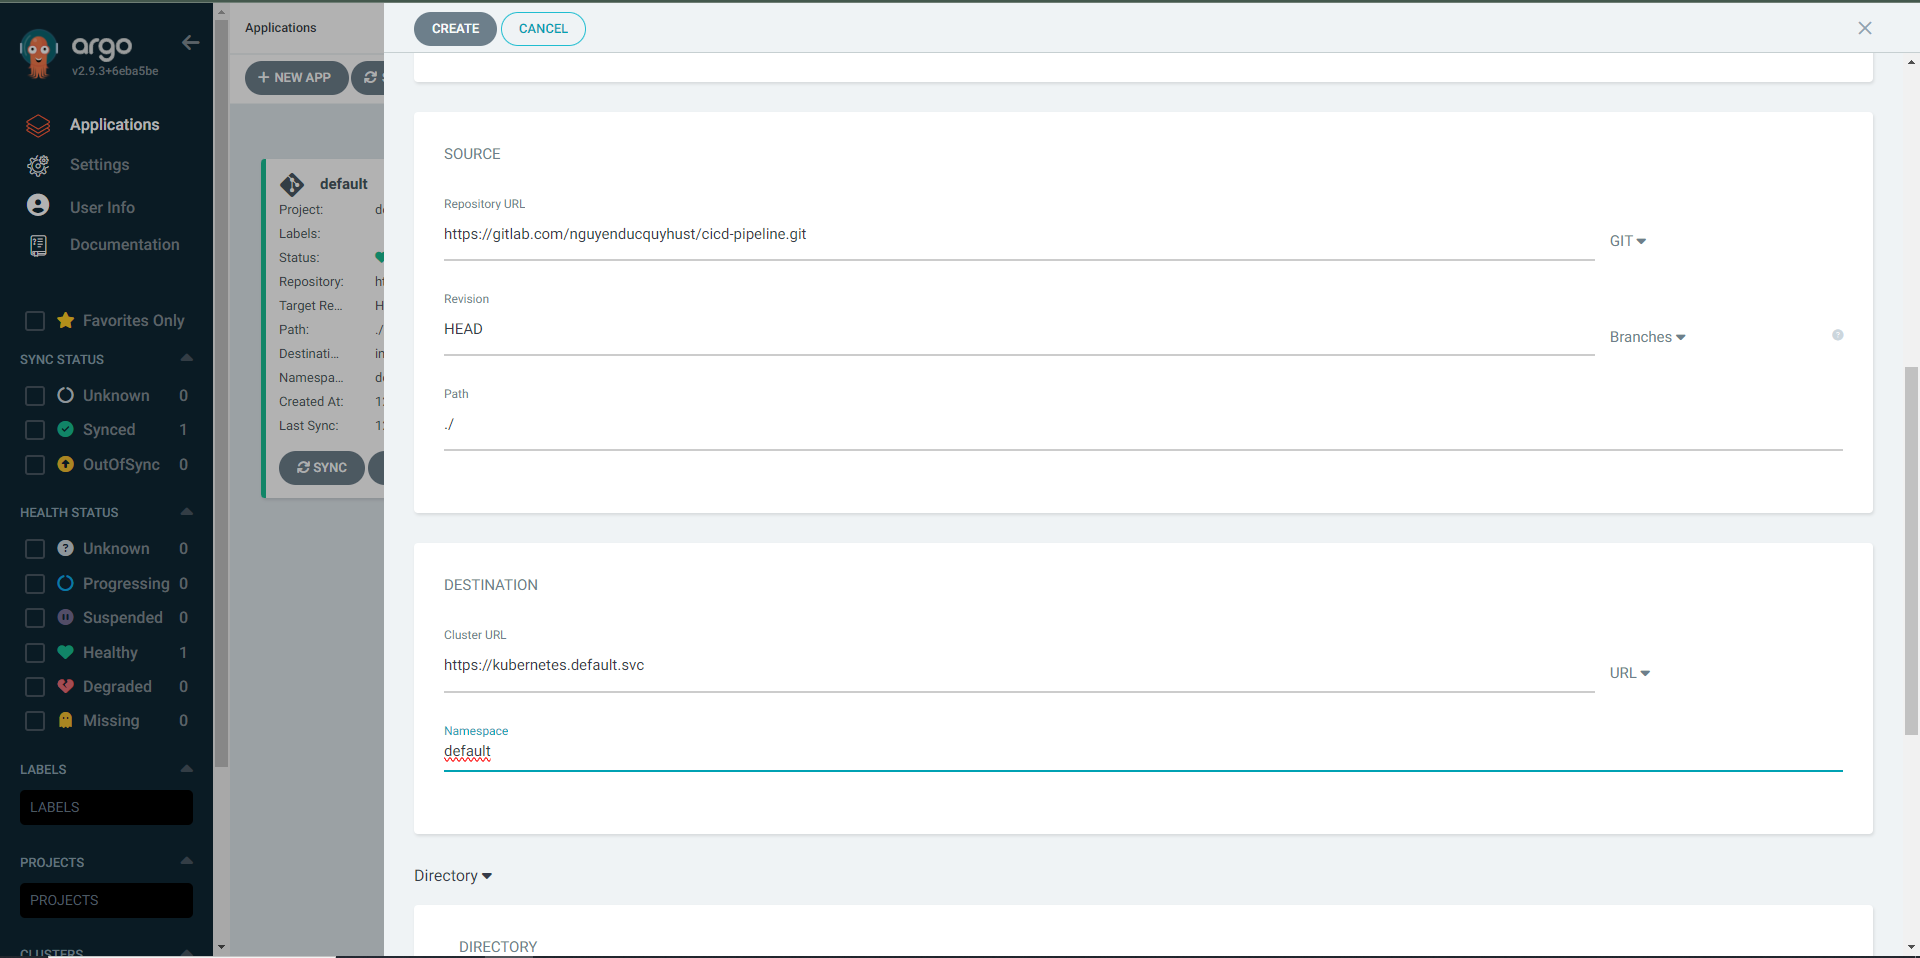 argo
v2.9.3+6eba5be
Applications
Settings
User Info
Documentation
Favorites Only
SYNC STATUS
Unknown 0
Synced 1
OutOfSync 0
HEALTH STATUS
Unknown 0
Progressing 0
Suspended 0
Healthy 1
Degraded 0
Missing 0
LABELS
LABELS
PROJECTS
PROJECTS
CLUSTERS
Applications
+ NEW APP
default
Project:
Labels:
Status:
Repository:
Target Re...
Path: ./
Destinati...
Namespa...
Created At:
Last Sync:
SYNC
CREATE
CANCEL
SOURCE
Repository URL
https://gitlab.com/nguyenducquyhust/cicd-pipeline.git
GIT
Revision
HEAD
Branches
Path
./
DESTINATION
Cluster URL
https://kubernetes.default.svc
URL
Namespace
default
Directory
DIRECTORY